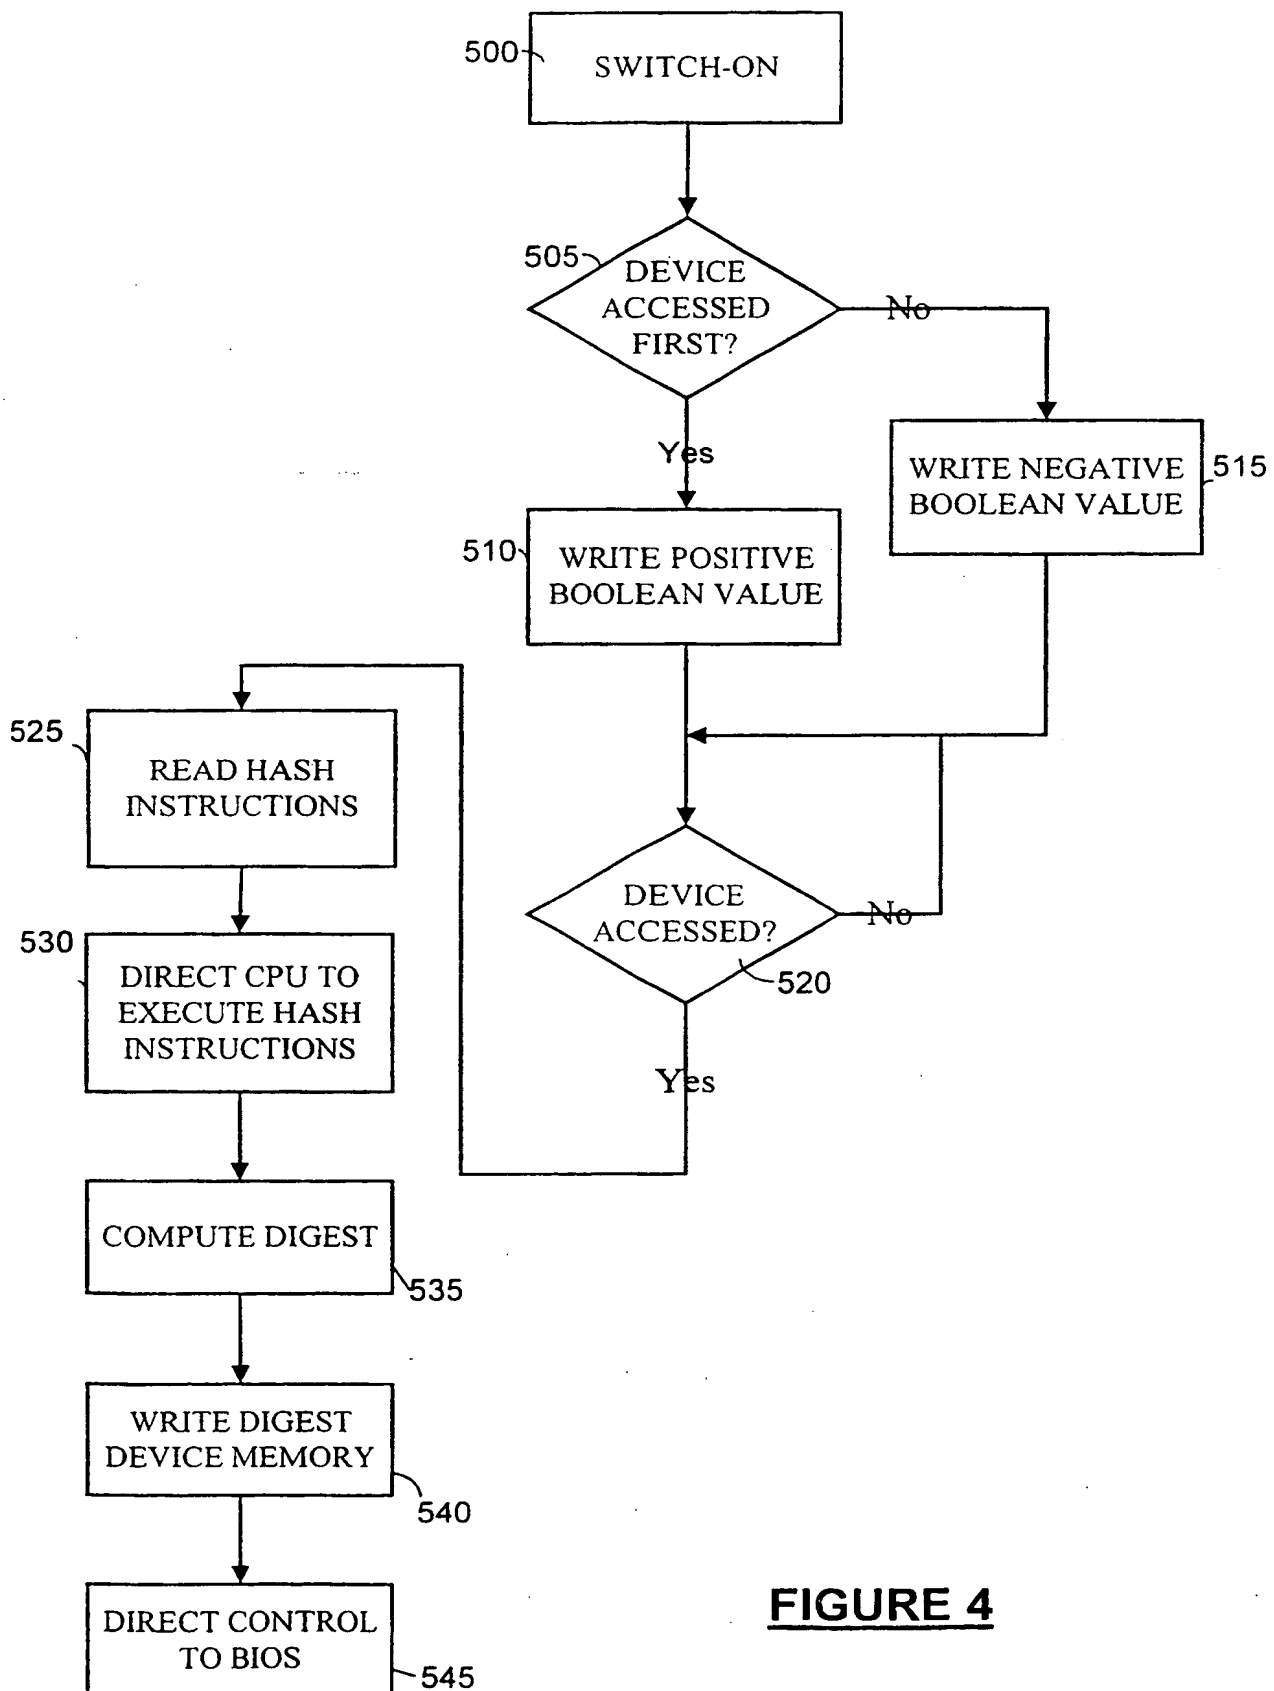 500
SWITCH-ON
505
DEVICE
ACCESSED
FIRST?
No
Yes
WRITE NEGATIVE
BOOLEAN VALUE
515
510
WRITE POSITIVE
BOOLEAN VALUE
525
READ HASH
INSTRUCTIONS
DEVICE
ACCESSED?
No
520
Yes
530
DIRECT CPU TO
EXECUTE HASH
INSTRUCTIONS
COMPUTE DIGEST
535
WRITE DIGEST
DEVICE MEMORY
540
DIRECT CONTROL
TO BIOS
545
FIGURE 4